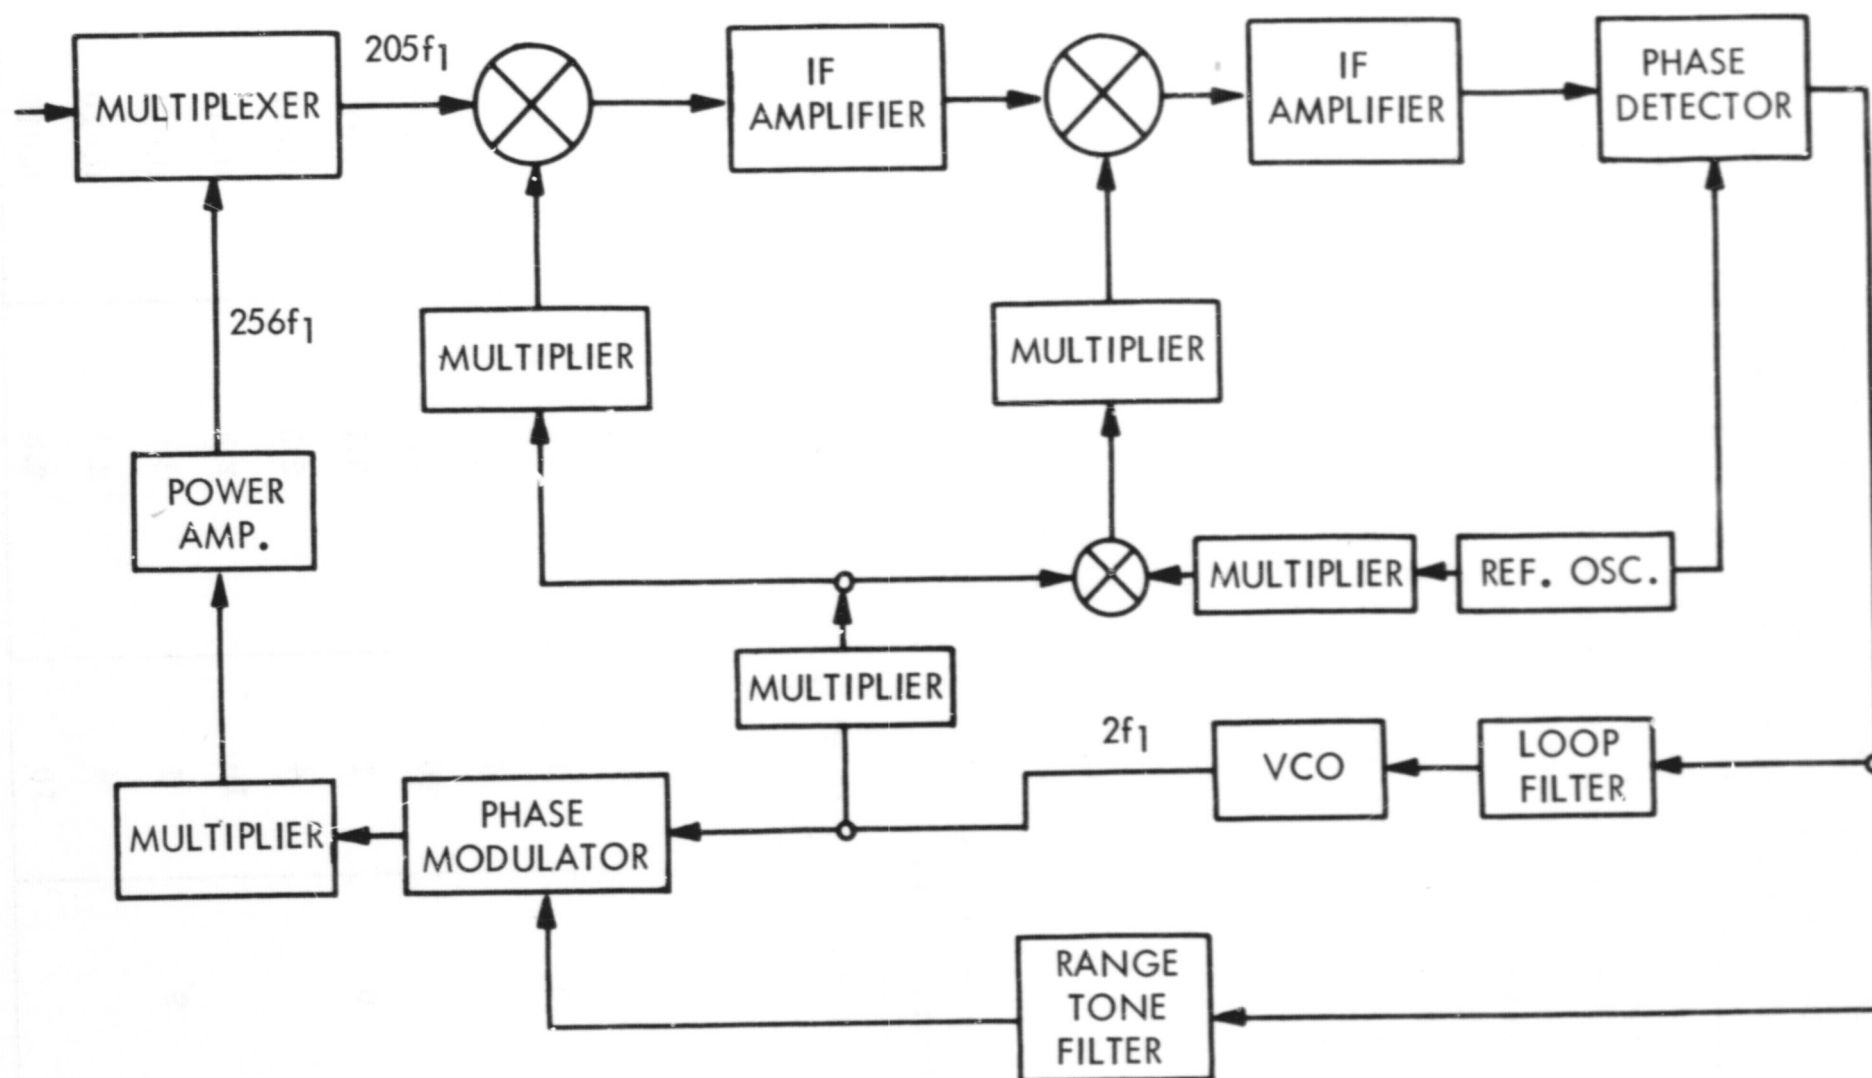 205f1
MULTIPLEXER
IF
AMPLIFIER
IF
AMPLIFIER
PHASE
DETECTOR
256f1
MULTIPLIER
MULTIPLIER
POWER
AMP.
MULTIPLIER
REF. OSC.
MULTIPLIER
2f1
VCO
LOOP
FILTER
MULTIPLIER
PHASE
MODULATOR
RANGE
TONE
FILTER